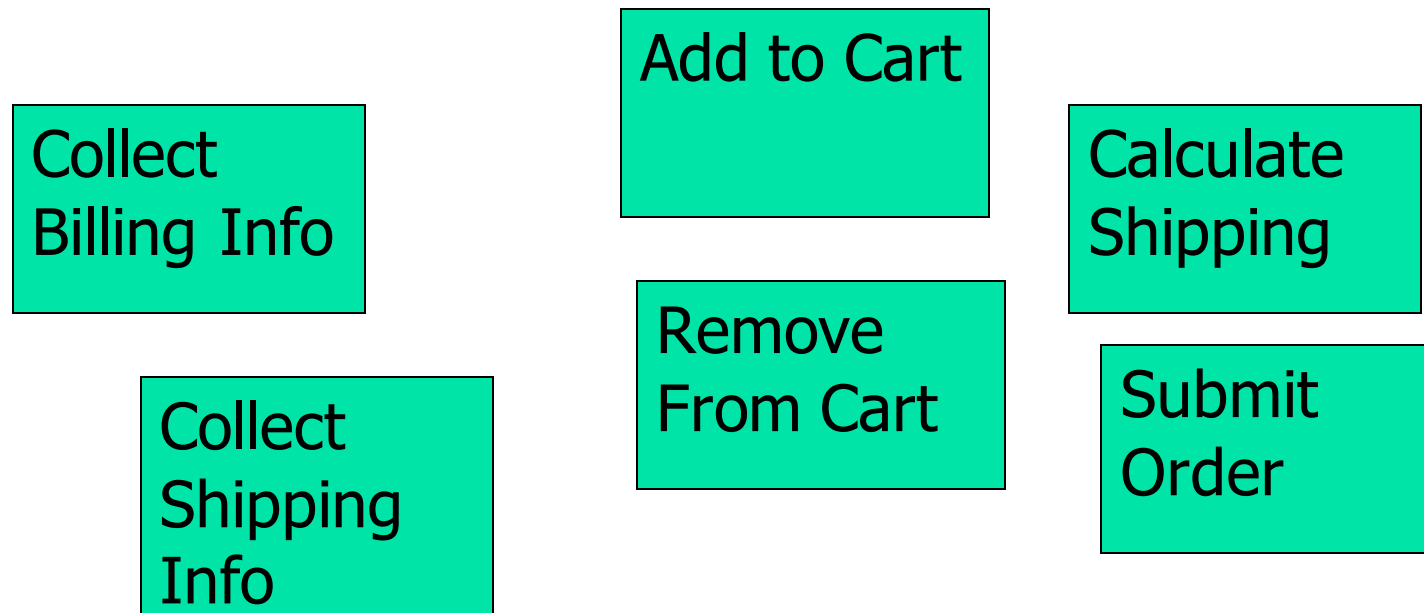 Add to Cart
Collect
Billing Info
Calculate
Shipping
Remove
From Cart
Submit
Order
Collect
Shipping
Info